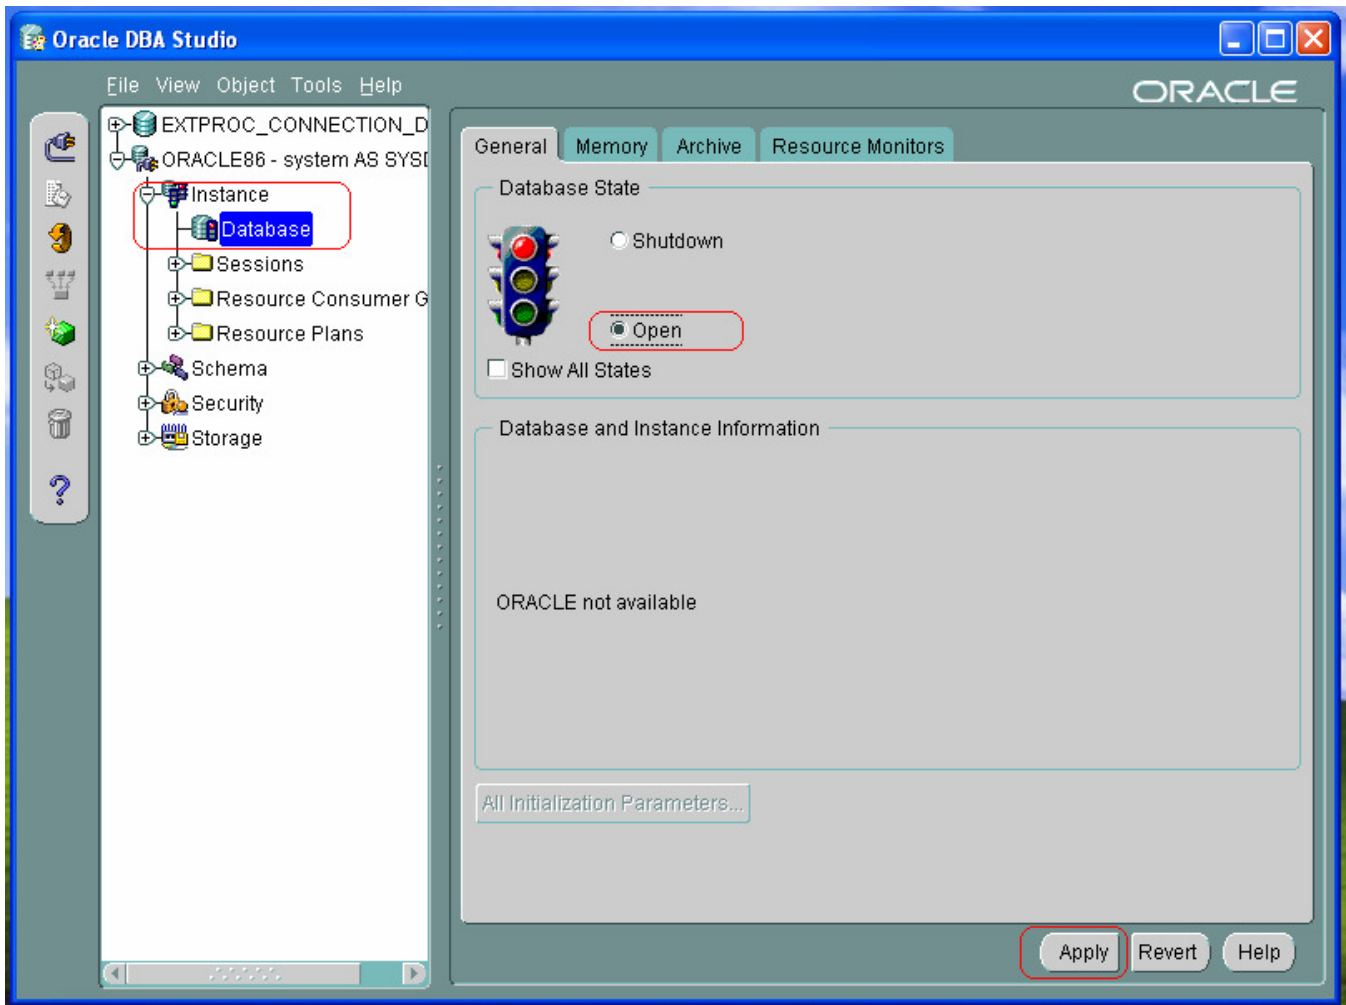 Oracle DBA Studio
File View Object Tools Help
ORACLE
EXTPROC_CONNECTION_D
ORACLE86 - system AS SYSD
Instance
Database
Sessions
Resource Consumer G
Resource Plans
Schema
Security
Storage
General Memory Archive Resource Monitors
Database State
Shutdown
Open
Show All States
Database and Instance Information
ORACLE not available
All Initialization Parameters...
Apply Revert Help